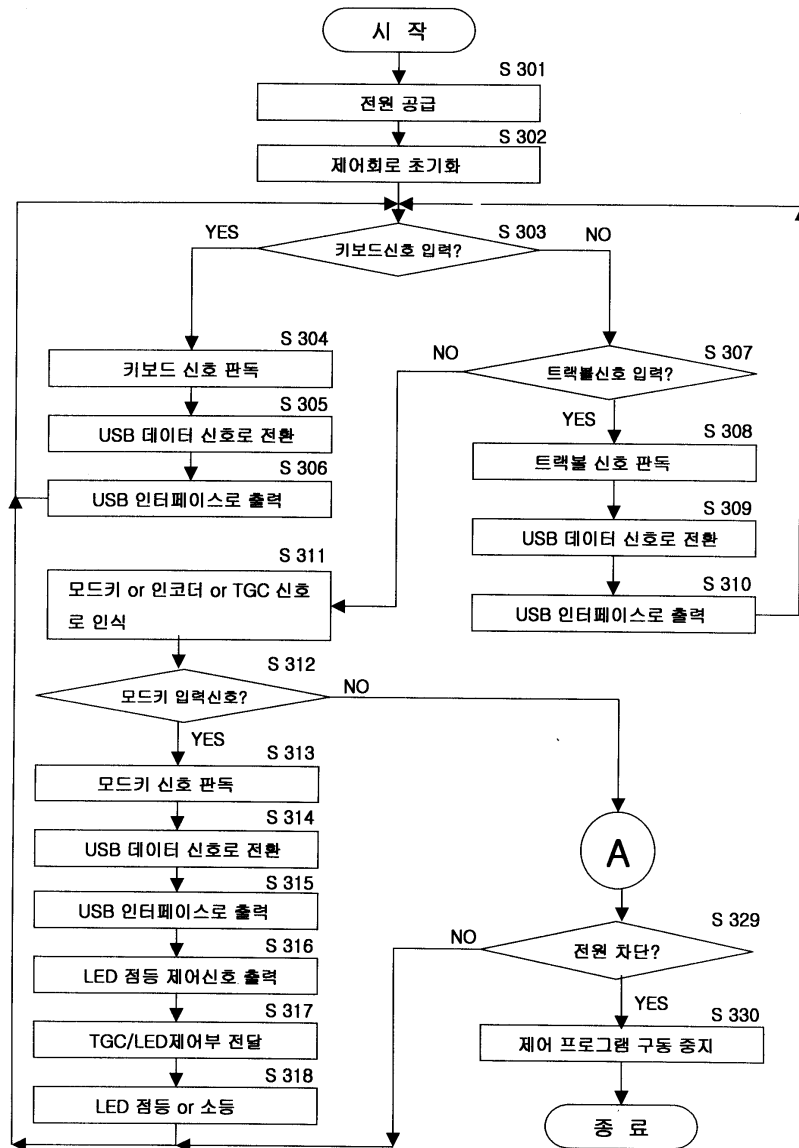 시 작
S 301
전원 공급
S 302
제어회로 초기화
YES
S 303
NO
키보드신호 입력?
S 304
키보드 신호 판독
S 305
USB 데이터 신호로 전환
S 306
USB 인터페이스로 출력
NO
S 307
트랙볼신호 입력?
YES
S 308
트랙볼 신호 판독
S 309
USB 데이터 신호로 전환
S 310
USB 인터페이스로 출력
S 311
모드키 or 인코더 or TGC 신호
로 인식
S 312
모드키 입력신호?
NO
YES
S 313
모드키 신호 판독
S 314
USB 데이터 신호로 전환
S 315
USB 인터페이스로 출력
S 316
LED 점등 제어신호 출력
S 317
TGC/LED제어부 전달
S 318
LED 점등 or 소등
A
NO
S 329
전원 차단?
YES
S 330
제어 프로그램 구동 중지
종 료